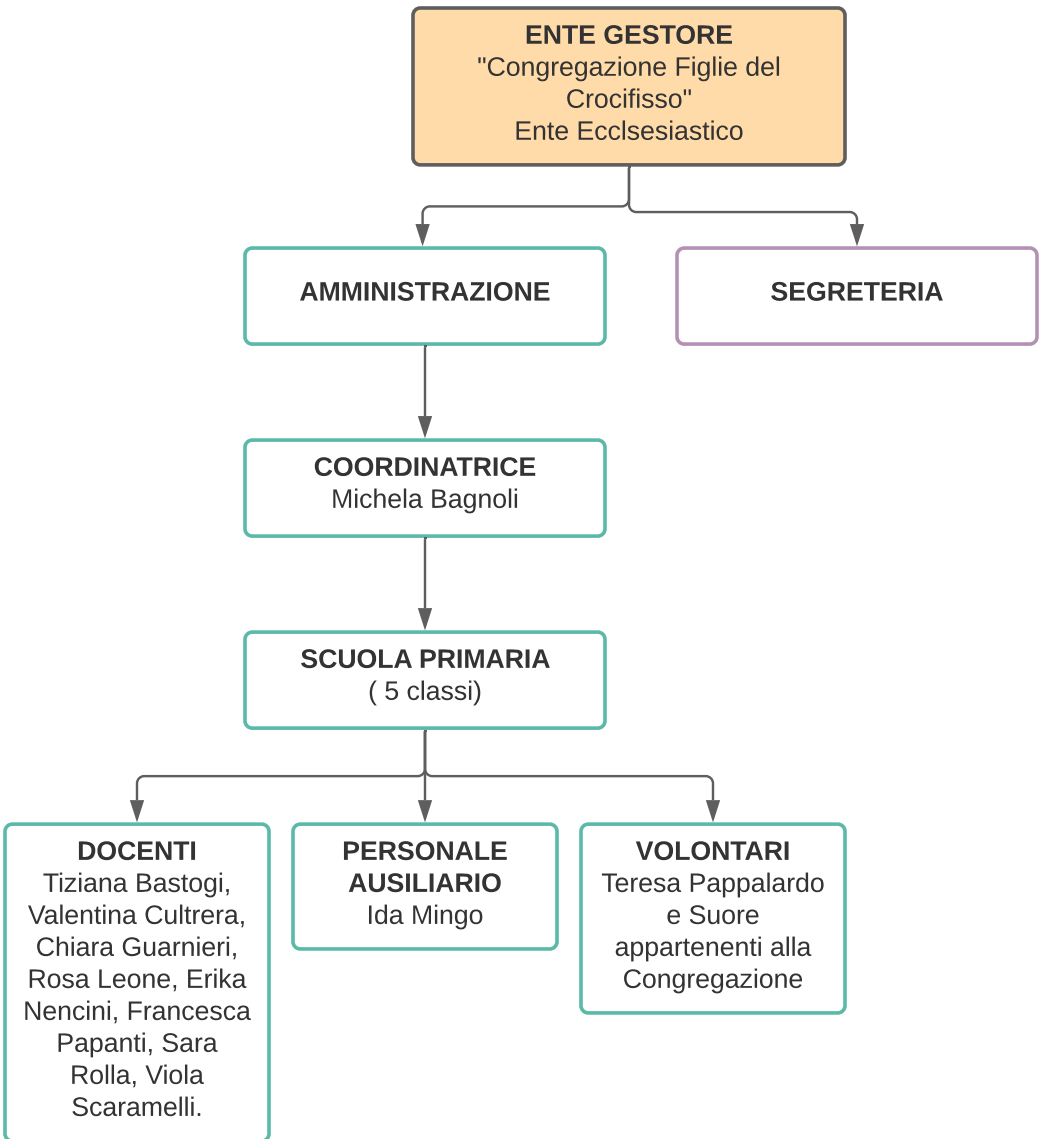 ENTE GESTORE
"Congregazione Figlie del
Crocifisso"
Ente Ecclsesiastico
AMMINISTRAZIONE
SEGRETERIA
COORDINATRICE
Michela Bagnoli
SCUOLA PRIMARIA
( 5 classi)
DOCENTI
Tiziana Bastogi,
Valentina Cultrera,
Chiara Guarnieri,
Rosa Leone, Erika
Nencini, Francesca
Papanti, Sara
Rolla, Viola
Scaramelli.
PERSONALE
AUSILIARIO
Ida Mingo
VOLONTARI
Teresa Pappalardo
e Suore
appartenenti alla
Congregazione